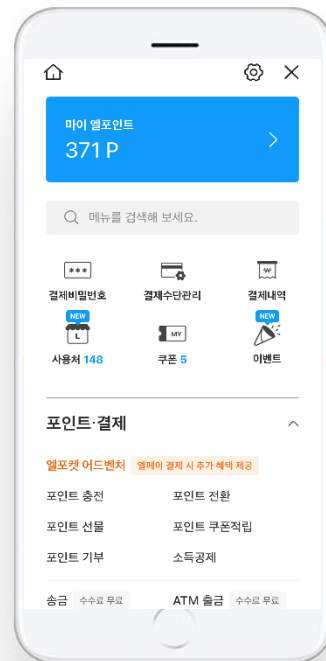 마이 엘포인트
371 P
메뉴를 검색해 보세요.
***
결제비밀번호 결제수단관리 결제내역
NEW MY NEW
L
사용처 148 쿠폰 5 이벤트
포인트·결제
엘포켓 어드벤처 엘페이 결제 시 추가 혜택 제공
포인트 충전 포인트 전환
포인트 선물 포인트 쿠폰적립
포인트 기부 소득공제
송금 수수료 무료 ATM 출금 수수료 무료